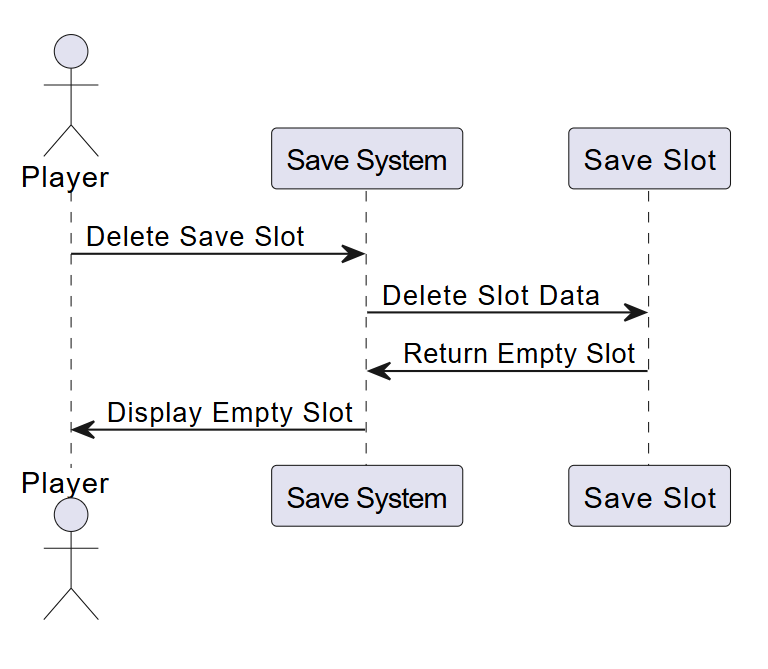 Player
Save System
Save Slot
Delete Save Slot
Delete Slot Data
Return Empty Slot
Display Empty Slot
Player
Save System
Save Slot